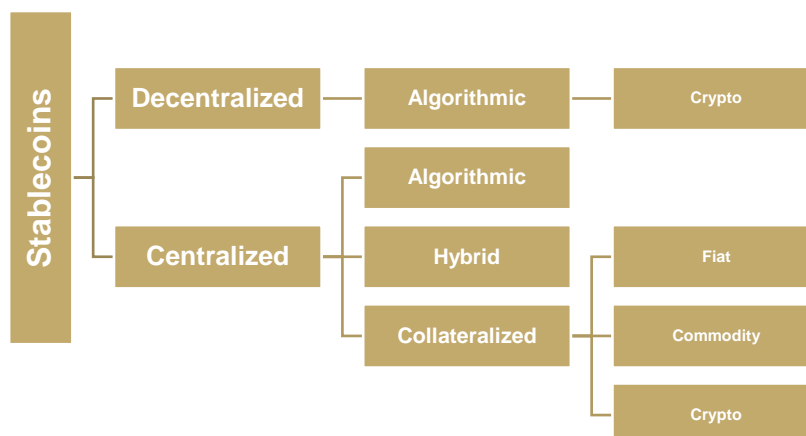 Stablecoins
Decentralized
Algorithmic
Crypto
Algorithmic
Centralized
Hybrid
Fiat
Collateralized
Commodity
Crypto